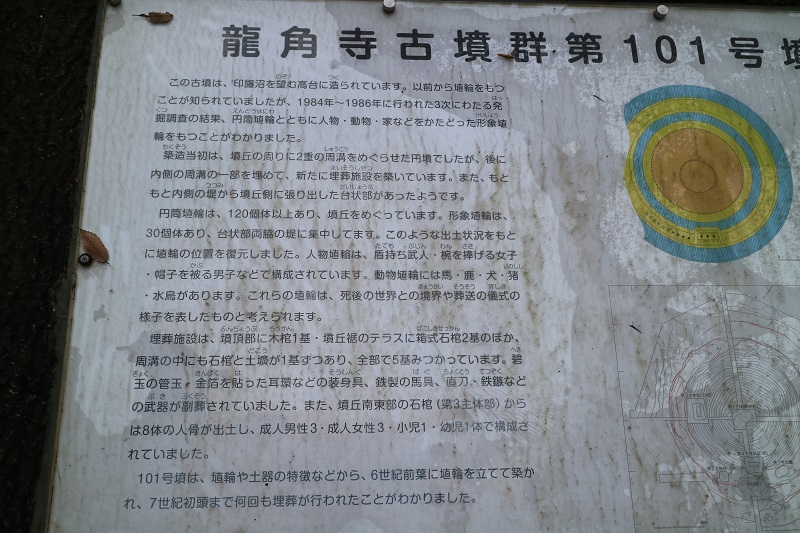 龍角寺古墳群第101号墳
この古墳は、印旛沼を望む高台に造られています。以前から埴輪をもつ
ことが知られていましたが、1984年～1986年に行われた3次にわたる発
掘調査の結果、円筒埴輪とともに人物・動物・家などをかたどった形象埴
輪をもつことがわかりました。
築造当初は、墳丘の周りに2重の周溝をめぐらせた円墳でしたが、後に
内側の周溝の一部を埋めて、新たに埋葬施設を築いています。また、もと
もと内側の堤から墳丘側に張り出した台状部があったようです。
円筒埴輪は、120個体以上あり、墳丘をめぐっています。形象埴輪は、
30個体あり、台状部両脇の堤に集中してます。このような出土状況をもと
に埴輪の位置を復元しました。人物埴輪は、盾持ち武人・椀を捧げる女子
・帽子を被る男子などで構成されています。動物埴輪には馬・鹿・犬・猪
・水鳥があります。これらの埴輪は、死後の世界との境界や葬送の儀式の
様子を表したものと考えられます。
埋葬施設は、墳頂部に木棺1基・墳丘裾のテラスに箱式石棺2基のほか、
周溝の中にも石棺と土壙が1基ずつあり、全部で5基みつかっています。碧
玉の管玉、金箔を貼った耳環などの装身具、鉄製の馬具、直刀・鉄鏃など
の武器が副葬されていました。また、墳丘南東部の石棺（第3主体部）から
は8体の人骨が出土し、成人男性3・成人女性3・小児1・幼児1体で構成さ
れていました。
101号墳は、埴輪や土器の特徴などから、6世紀前葉に埴輪を立てて築か
れ、7世紀初頭まで何回も埋葬が行われたことがわかりました。